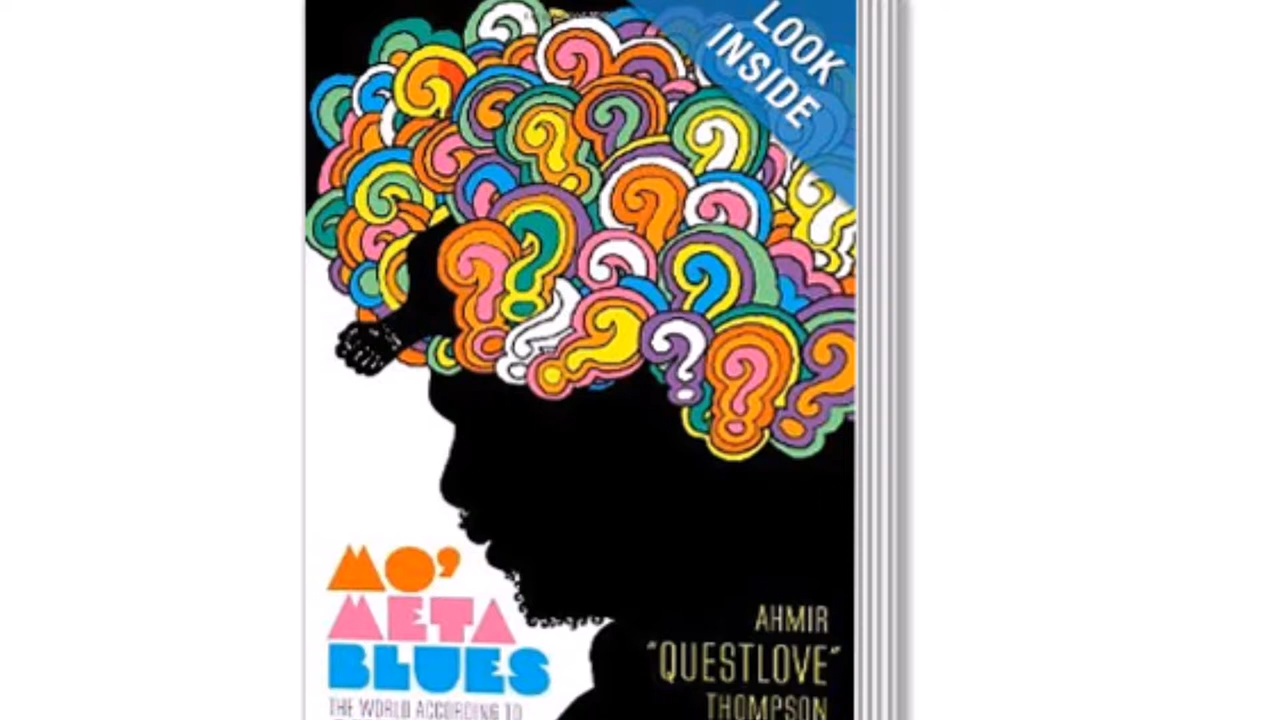 LOOK
INSIDE
MO'
META
BLUES
THE WORLD ACCORDING TO
AHMIR
"QUESTLOVE"
THOMPSON